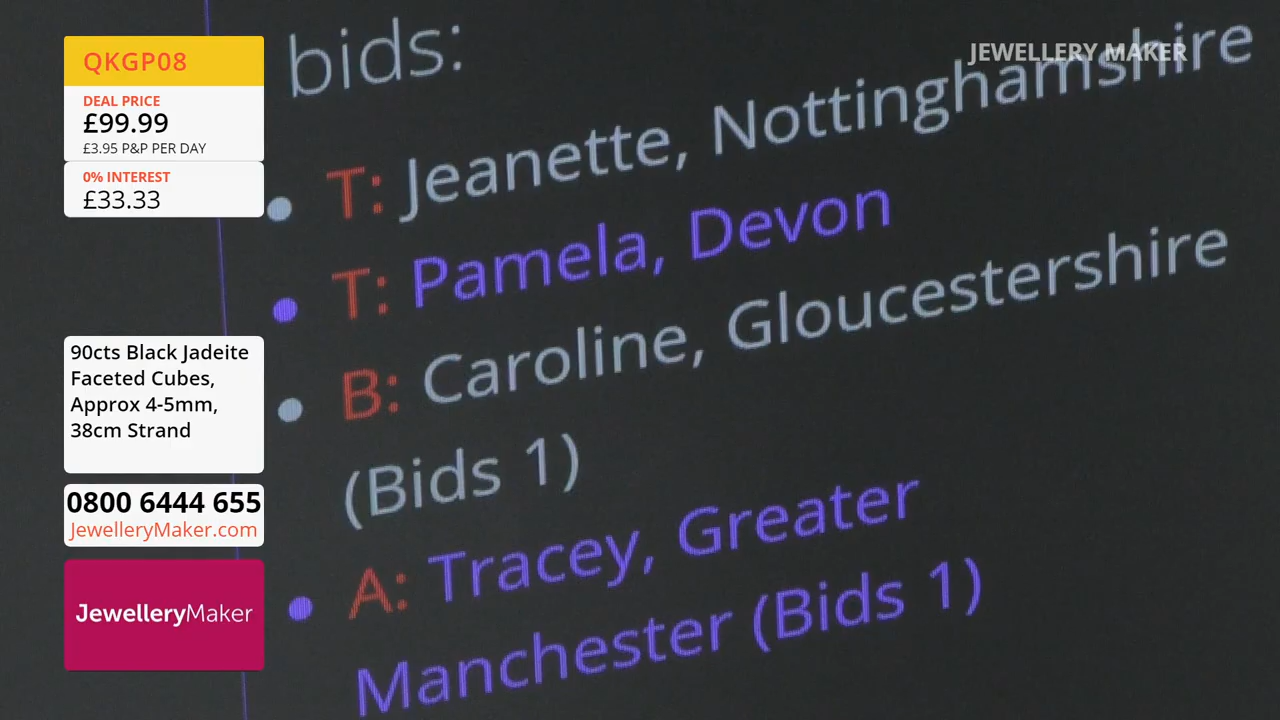 QKGP08
DEAL PRICE
£99.99
£3.95 P&P PER DAY
0% INTEREST
£33.33
90cts Black Jadeite
Faceted Cubes,
Approx 4-5mm,
38cm Strand
0800 6444 655
JewelleryMaker.com
JewelleryMaker
JEWELLERY MAKER
bids:
• T: Jeanette, Nottinghamshire
• T: Pamela, Devon
• B: Caroline, Gloucestershire
(Bids 1)
• A: Tracey, Greater
Manchester (Bids 1)